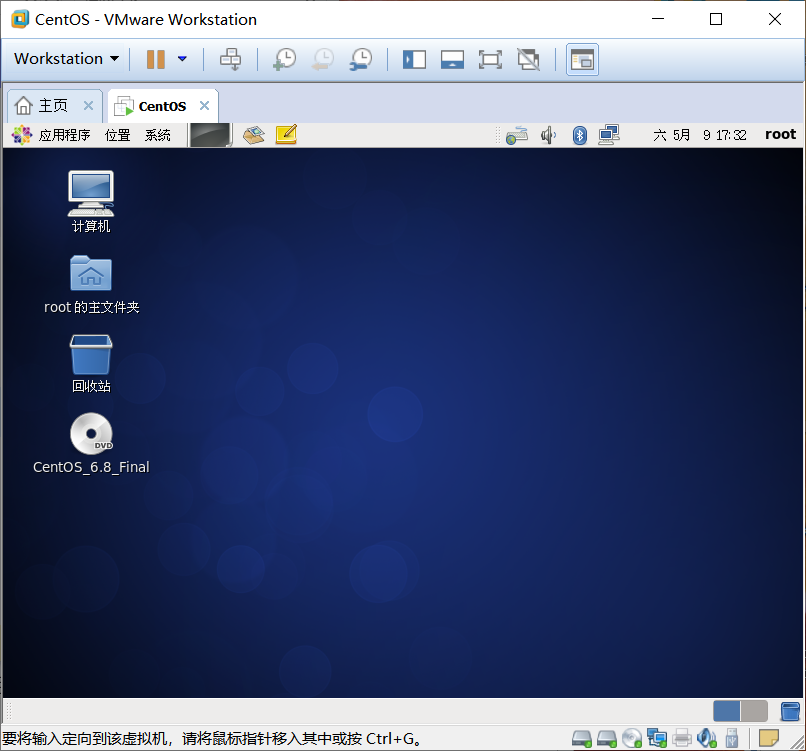 CentOS - VMware Workstation
Workstation
主页
CentOS
应用程序 位置 系统
六 5月 9 17:32 root
计算机
root 的主文件夹
回收站
DVD
CentOS_6.8_Final
要将输入定向到该虚拟机，请将鼠标指针移入其中或按 Ctrl+G。